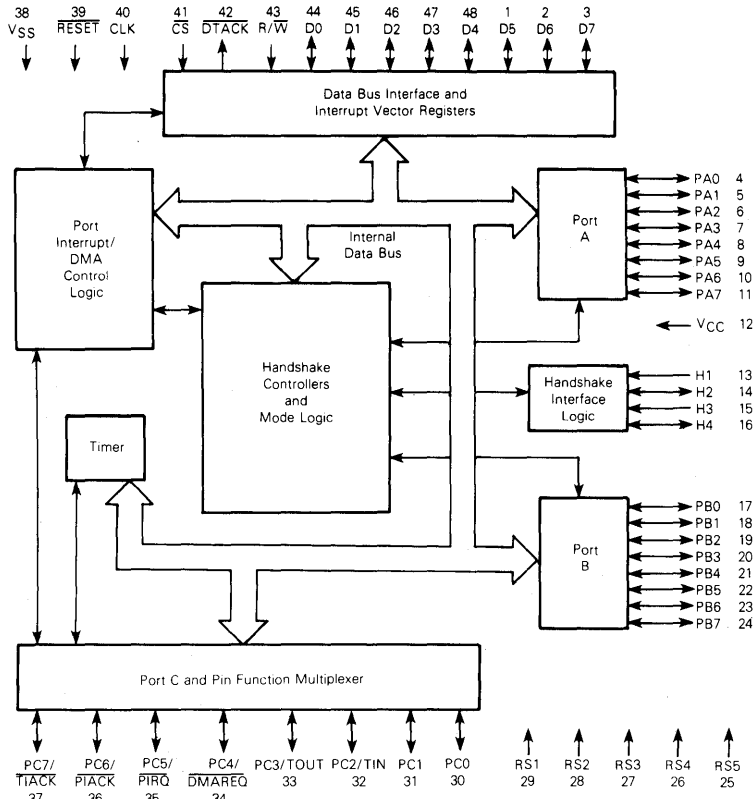 38 39 40 41 42 43 44 45 46 47 48 1 2 3
VSS RESET CLK CS DTACK R/W D0 D1 D2 D3 D4 D5 D6 D7
Data Bus Interface and
Interrupt Vector Registers
Port
Interrupt/
DMA
Control
Logic
Internal
Data Bus
Port
A
PA0 4
PA1 5
PA2 6
PA3 7
PA4 8
PA5 9
PA6 10
PA7 11
VCC 12
Handshake
Controllers
and
Mode Logic
Handshake
Interface
Logic
H1 13
H2 14
H3 15
H4 16
Timer
Port
B
PB0 17
PB1 18
PB2 19
PB3 20
PB4 21
PB5 22
PB6 23
PB7 24
Port C and Pin Function Multiplexer
PC7/ PC6/ PC5/ PC4/ PC3/TOUT PC2/TIN PC1 PC0 RS1 RS2 RS3 RS4 RS5
TIACK PIACK PIRQ DMAREQ 33 32 31 30 29 28 27 26 25
37 36 35 34